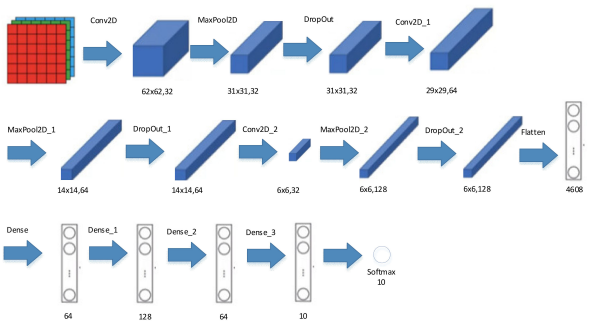 Conv2D
MaxPool2D
DropOut
Conv2D_1
62x62,32
31x31,32
31x31,32
29x29,64
MaxPool2D_1
DropOut_1
Conv2D_2
MaxPool2D_2
DropOut_2
Flatten
14x14,64
14x14,64
6x6,32
6x6,128
6x6,128
4608
Dense
Dense_1
Dense_2
Dense_3
Softmax
10
64
128
64
10